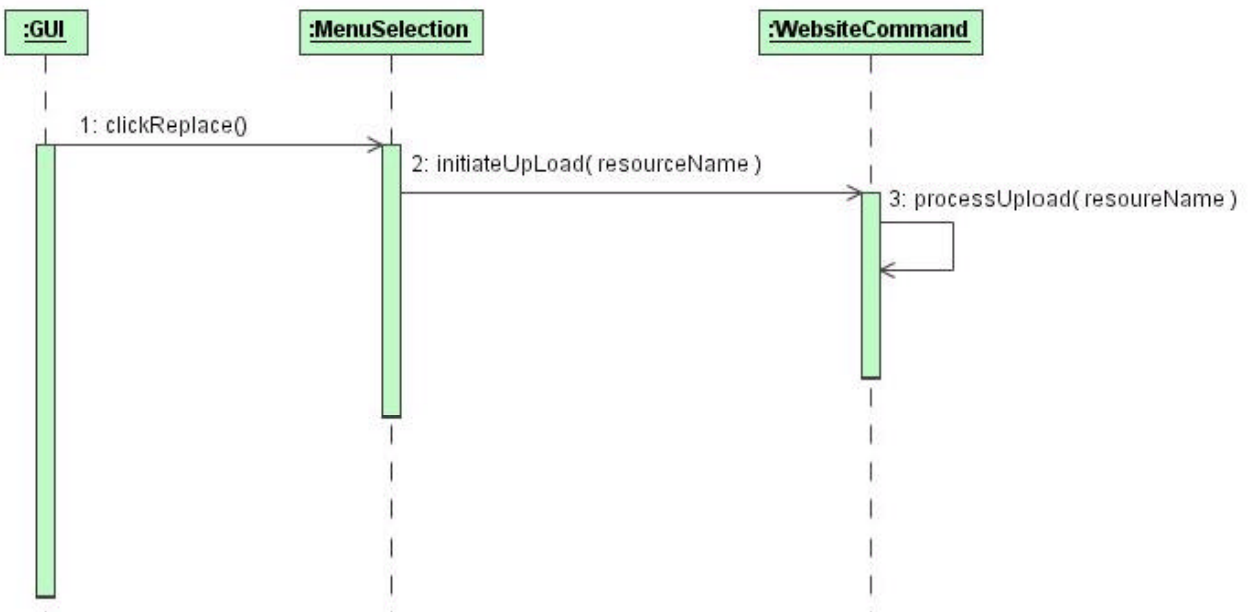 :GUI
:MenuSelection
:WebsiteCommand
1: clickReplace()
2: initiateUpLoad( resourceName )
3: processUpload( resoureName )